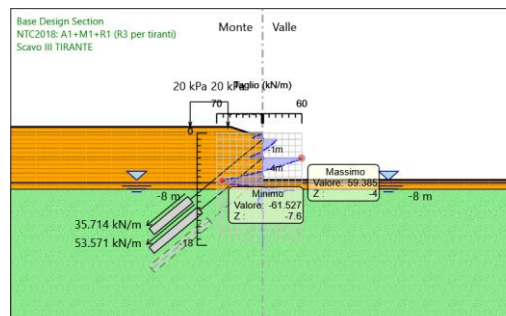 Base Design Section
NTC2018: A1+M1+R1 (R3 per tiranti)
Scavo III TIRANTE
Monte Valle
20 kPa 20 kPa
Taglio (kN/m)
70 60
0
-1m
-4m
Massimo
Valore: 59.385
Z : -4
-8 m
-8 m
Minimo
Valore: -61.527
Z : -7.6
35.714 kN/m
53.571 kN/m
18